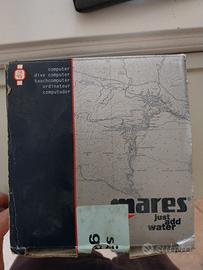 computer
dive computer
tauchcomputer
ordinateur
computador
mares
just
add
water